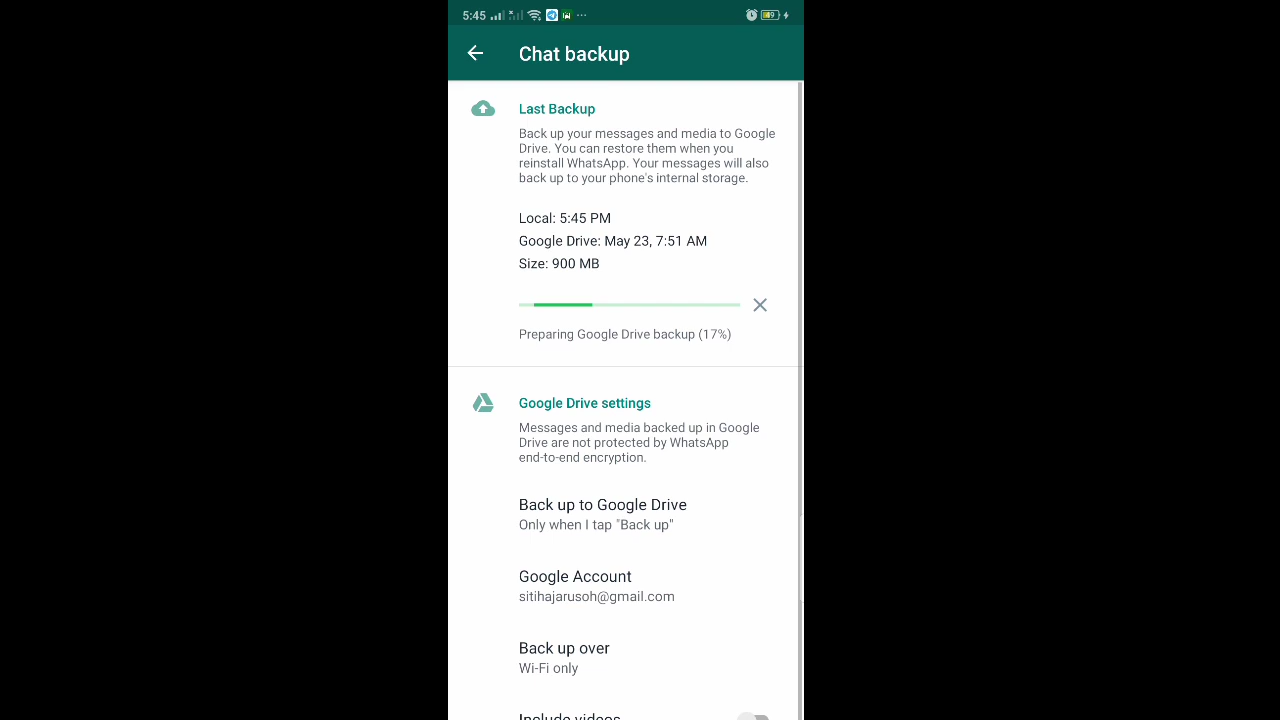 5:45
49
Chat backup
Last Backup
Back up your messages and media to Google
Drive. You can restore them when you
reinstall WhatsApp. Your messages will also
back up to your phone's internal storage.
Local: 5:45 PM
Google Drive: May 23, 7:51 AM
Size: 900 MB
Preparing Google Drive backup (17%)
Google Drive settings
Messages and media backed up in Google
Drive are not protected by WhatsApp
end-to-end encryption.
Back up to Google Drive
Only when I tap "Back up"
Google Account
sitihajarusoh@gmail.com
Back up over
Wi-Fi only
Include videos